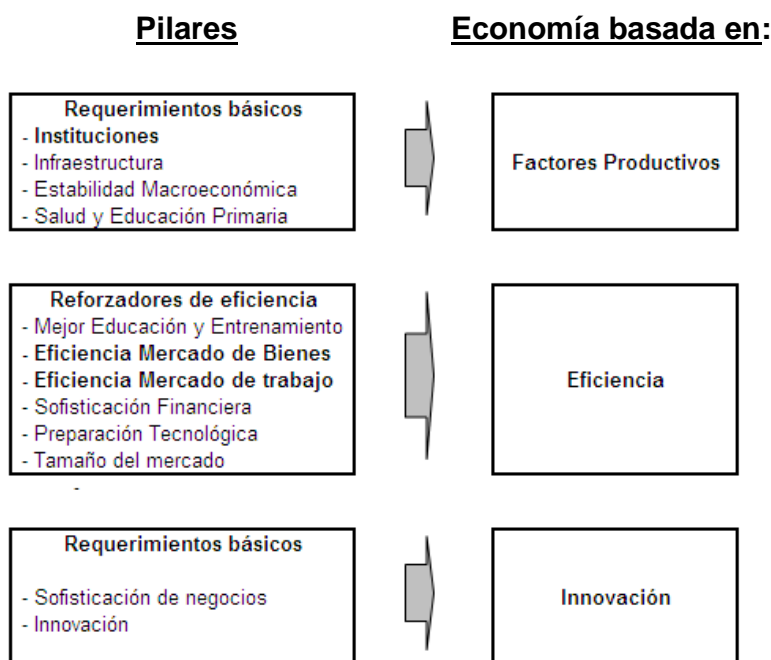 Pilares
Economía basada en:
Requerimientos básicos
- Instituciones
- Infraestructura
- Estabilidad Macroeconómica
- Salud y Educación Primaria
Factores Productivos
Reforzadores de eficiencia
- Mejor Educación y Entrenamiento
- Eficiencia Mercado de Bienes
- Eficiencia Mercado de trabajo
- Sofisticación Financiera
- Preparación Tecnológica
- Tamaño del mercado
-
Eficiencia
Requerimientos básicos
- Sofisticación de negocios
- Innovación
Innovación